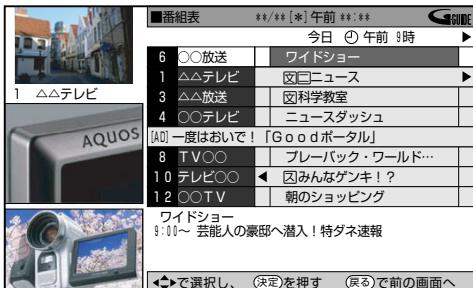 ■番組表 **/**[*]午前**:** GGUIDE
今日 午前 9時 ▶
6 ○○放送 ワイドショー
1 △△テレビ 文二ニュース ▶
3 △△放送 文科学教室
4 ○○テレビ ニュースダッシュ
[AD]一度はおいで！「Ｇｏｏｄポータル」
8 ＴＶ○○ プレーバック・ワールド…
10 テレビ○○ ◀ 又みんなゲンキ！？
12 ○○ＴＶ 朝のショッピング
ワイドショー
9:00～ 芸能人の豪邸へ潜入！特ダネ速報
で選択し、 決定を押す 戻るで前の画面へ
1 △△テレビ
AQUOS